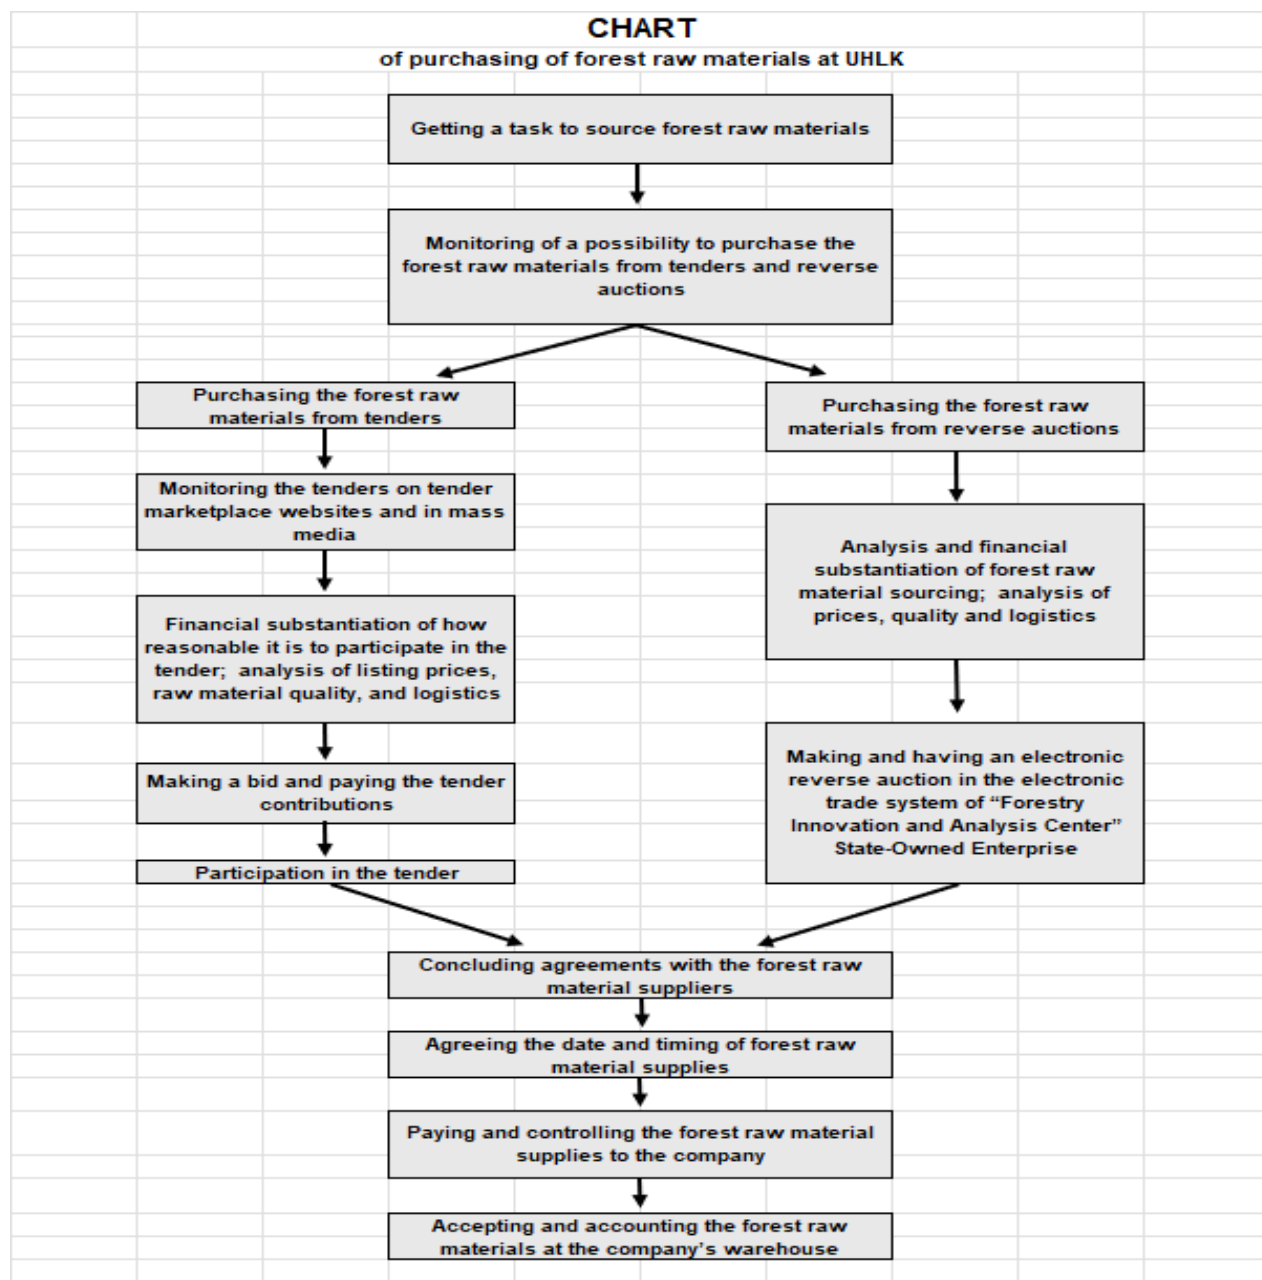 CHART
of purchasing of forest raw materials at UHLK
Getting a task to source forest raw materials
Monitoring of a possibility to purchase the
forest raw materials from tenders and reverse
auctions
Purchasing the forest raw
materials from tenders
Monitoring the tenders on tender
marketplace websites and in mass
media
Financial substantiation of how
reasonable it is to participate in the
tender;  analysis of listing prices,
raw material quality, and logistics
Making a bid and paying the tender
contributions
Participation in the tender
Purchasing the forest raw
materials from reverse auctions
Analysis and financial
substantiation of forest raw
material sourcing;  analysis of
prices, quality and logistics
Making and having an electronic
reverse auction in the electronic
trade system of “Forestry
Innovation and Analysis Center”
State-Owned Enterprise
Concluding agreements with the forest raw
material suppliers
Agreeing the date and timing of forest raw
material supplies
Paying and controlling the forest raw material
supplies to the company
Accepting and accounting the forest raw
materials at the company’s warehouse